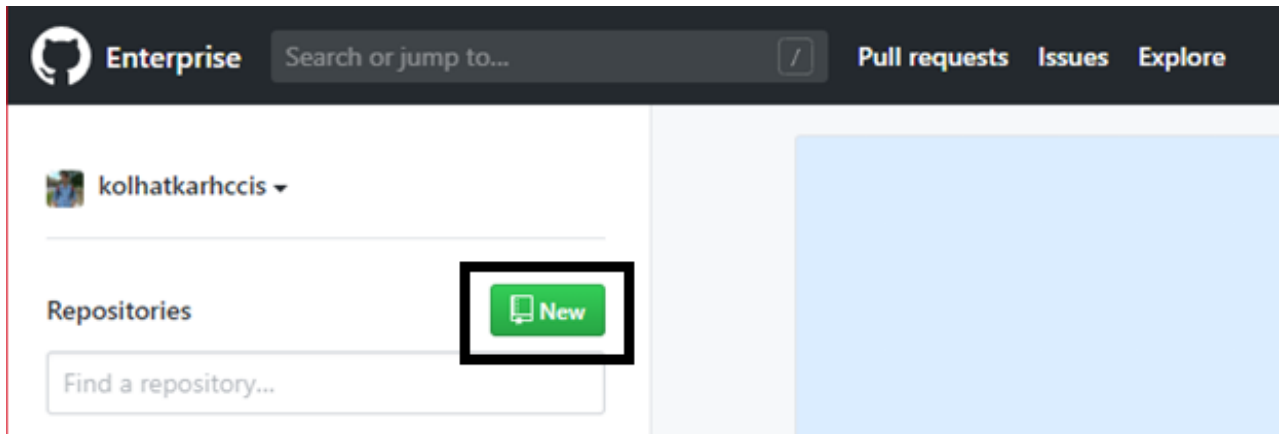 Enterprise Search or jump to... / Pull requests Issues Explore
kolhatkarhccis
Repositories New
Find a repository...